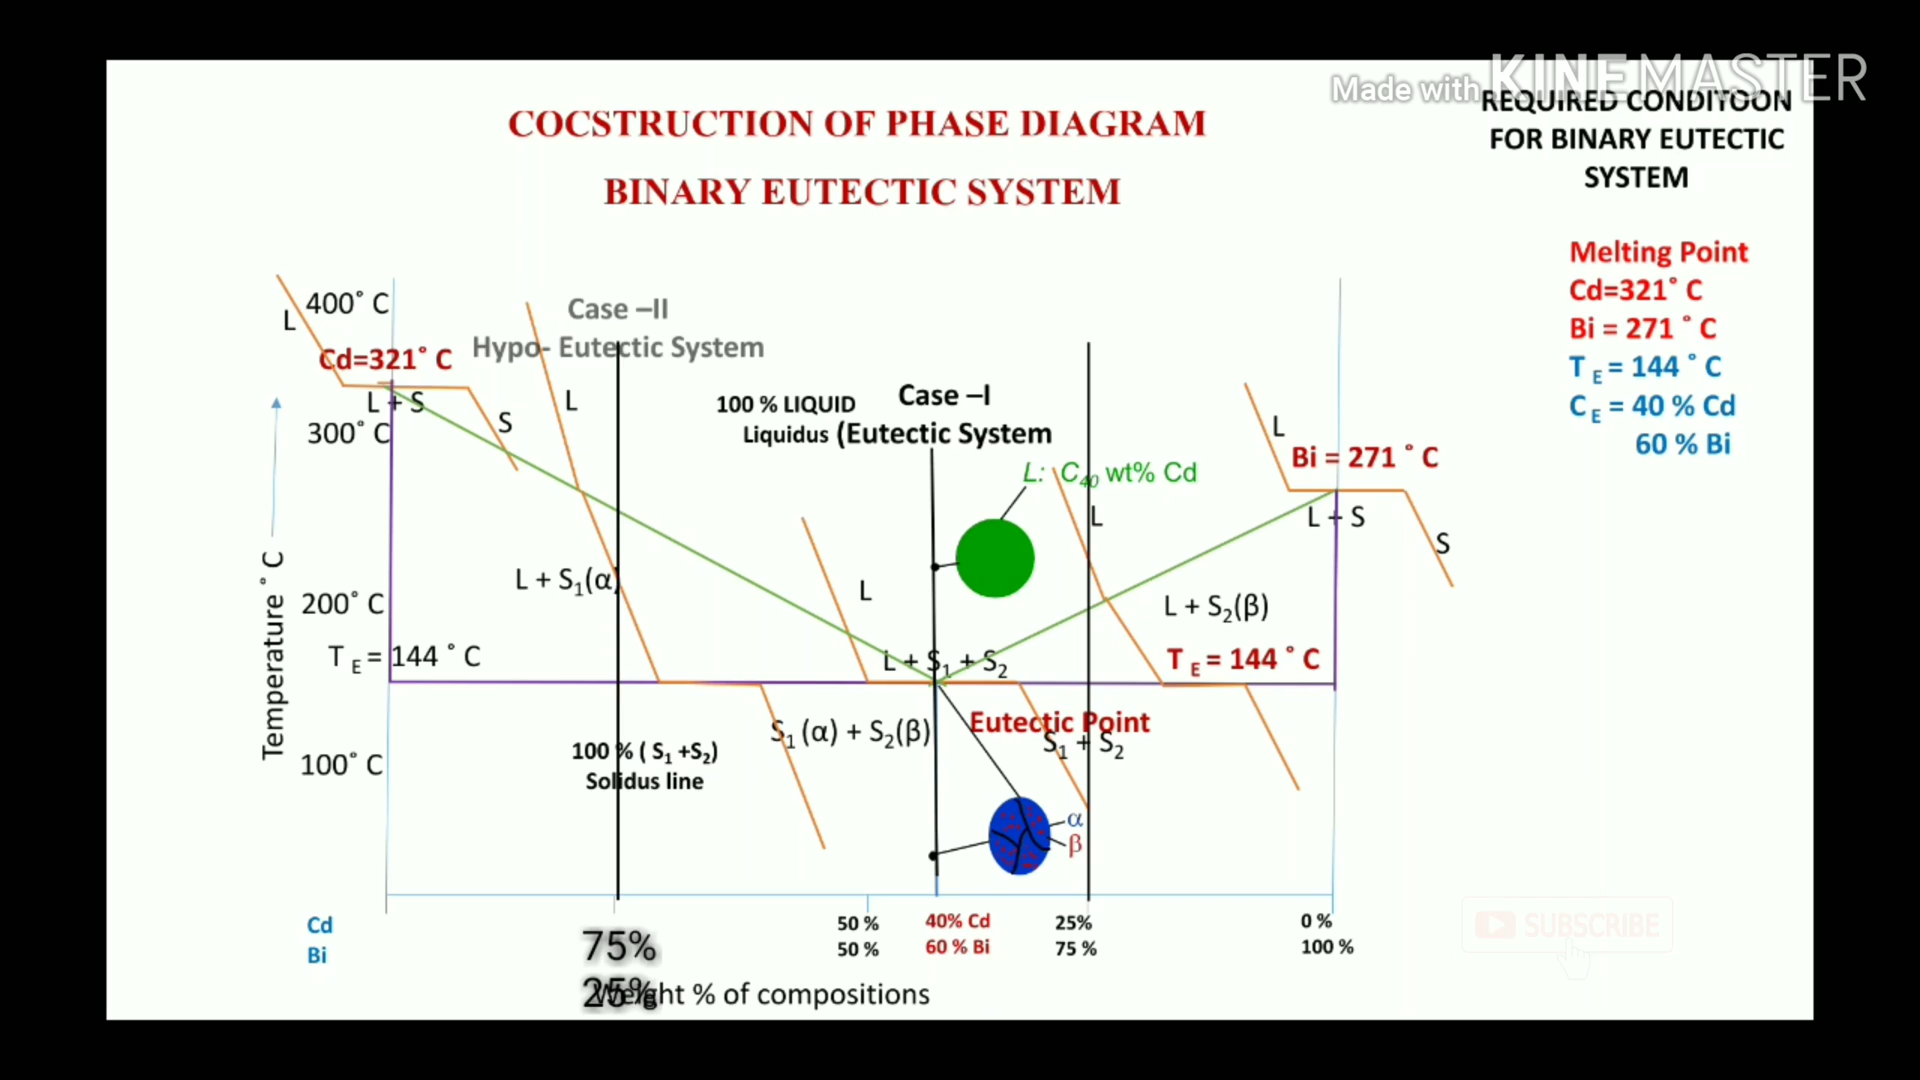 Made with KINEMASTER
COCSTRUCTION OF PHASE DIAGRAM
BINARY EUTECTIC SYSTEM
REQUIRED CONDITOON
FOR BINARY EUTECTIC
SYSTEM
Melting Point
Cd=321° C
Bi = 271 ° C
T E = 144 ° C
C E = 40 % Cd
60 % Bi
400° C
L
Cd=321° C
L + S
300° C
S
Case –II
Hypo- Eutectic System
L
100 % LIQUID
Liquidus
Case –I
(Eutectic System
L: C40 wt% Cd
L
L
Bi = 271 ° C
L + S
S
Temperature ° C
L + S1(α)
L
L + S2(β)
200° C
T E = 144 ° C
L + S1 + S2
T E = 144 ° C
Eutectic Point
S1 (α) + S2(β)
S1 + S2
100 % ( S1 +S2)
Solidus line
100° C
α
β
Cd
Bi
75%
25%
50 %
50 %
40% Cd
60 % Bi
25%
75 %
0 %
100 %
Weight % of compositions
SUBSCRIBE